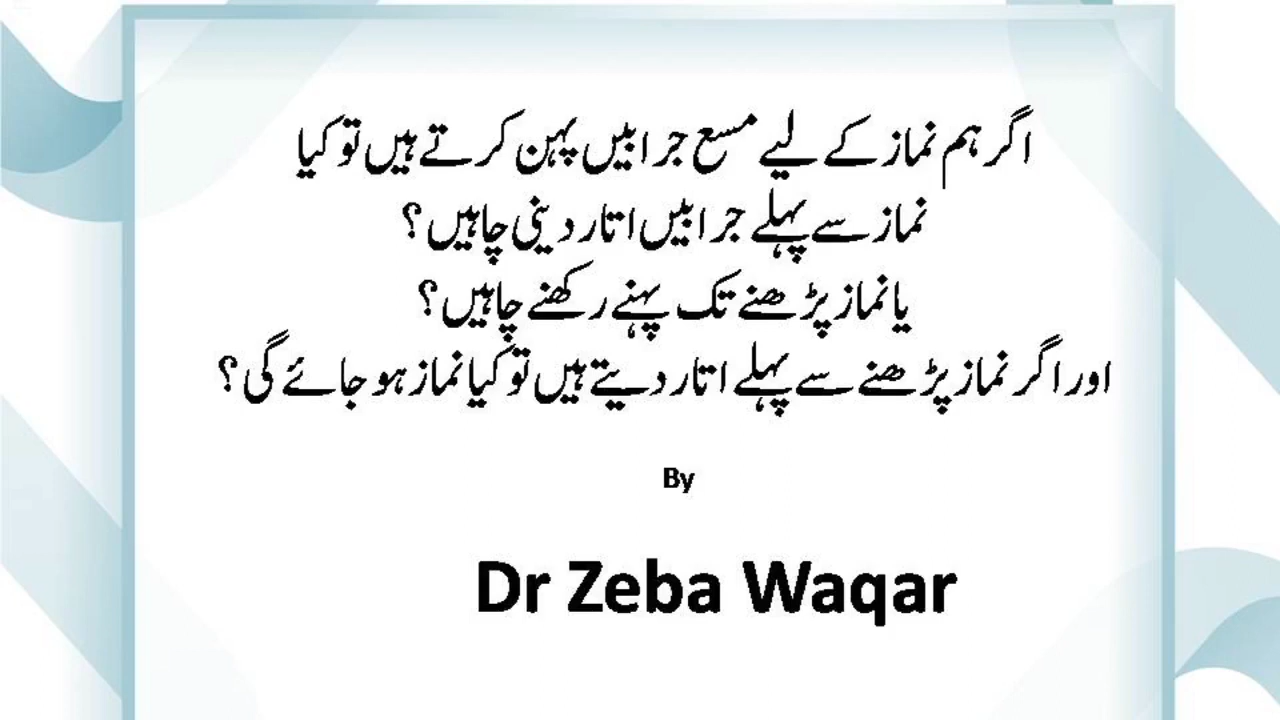 اگر ہم نماز کے لیے مسع جرابیں پہن کرتے ہیں تو کیا
نماز سے پہلے جرابیں اتار دینی چاہیں؟
یا نماز پڑھنے تک پہنے رکھنے چاہیں؟
اور اگر نماز پڑھنے سے پہلے اتار دیتے ہیں تو کیا نماز ہو جائے گی؟
By
Dr Zeba Waqar